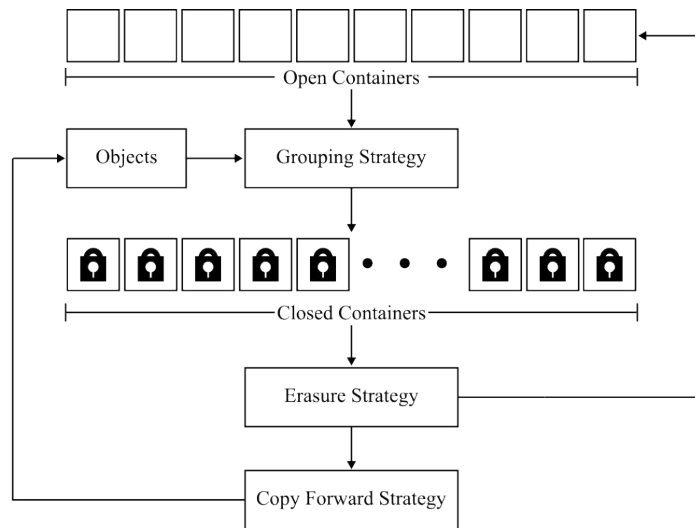 Open Containers
Objects
Grouping Strategy
Closed Containers
Erasure Strategy
Copy Forward Strategy